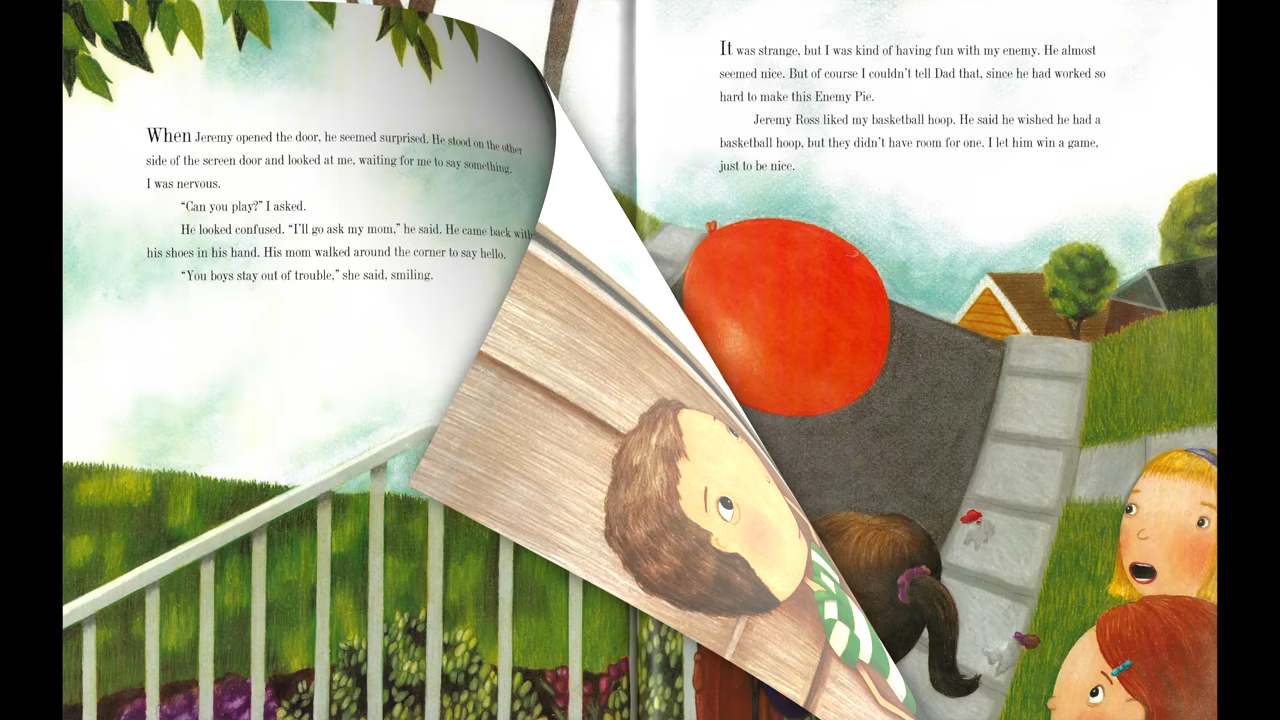 When Jeremy opened the door, he seemed surprised. He stood on the other
side of the screen door and looked at me, waiting for me to say something.
I was nervous.
“Can you play?” I asked.
He looked confused. “I’ll go ask my mom,” he said. He came back with
his shoes in his hand. His mom walked around the corner to say hello.
“You boys stay out of trouble,” she said, smiling.
It was strange, but I was kind of having fun with my enemy. He almost
seemed nice. But of course I couldn’t tell Dad that, since he had worked so
hard to make this Enemy Pie.
Jeremy Ross liked my basketball hoop. He said he wished he had a
basketball hoop, but they didn’t have room for one. I let him win a game,
just to be nice.